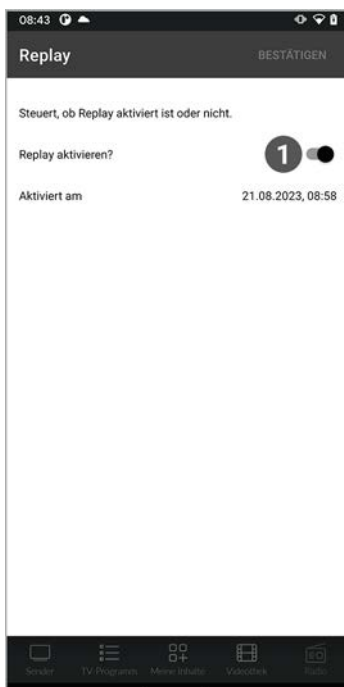 08:43
Replay BESTÄTIGEN
Steuert, ob Replay aktiviert ist oder nicht.
Replay aktivieren? 1
Aktiviert am 21.08.2023, 08:58
Sender TV-Programm Meine Inhalte Videothek Radio